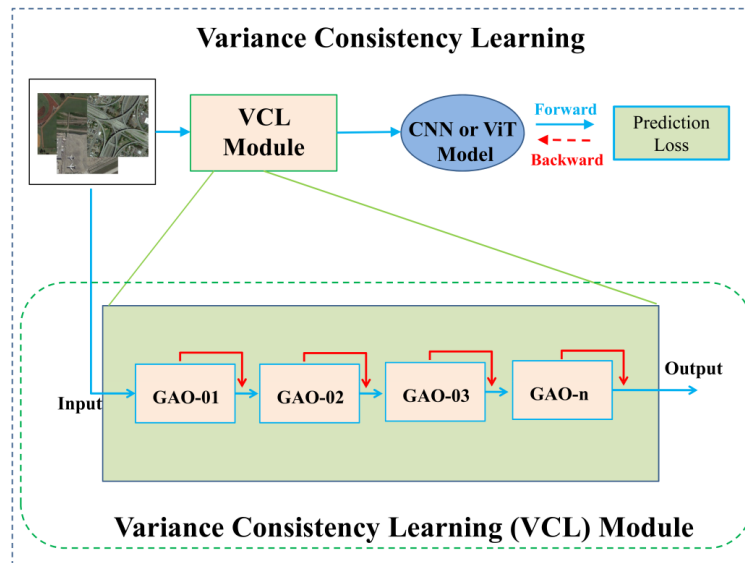 Variance Consistency Learning
VCL
Module
CNN or ViT
Model
Forward
Backward
Prediction
Loss
Input
GAO-01
GAO-02
GAO-03
GAO-n
Output
Variance Consistency Learning (VCL) Module